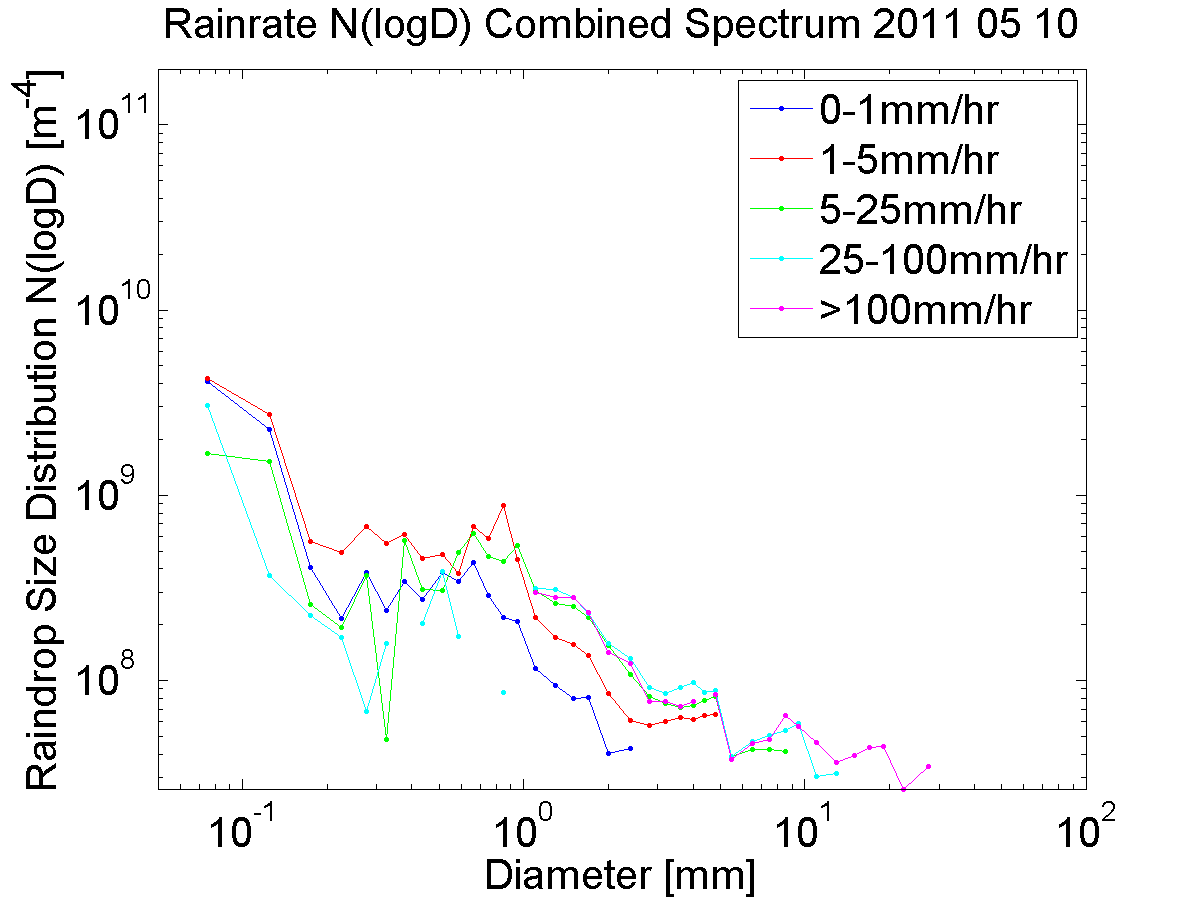 Rainrate N(logD) Combined Spectrum 2011 05 10
Raindrop Size Distribution N(logD) [m^-4]
10^11
10^10
10^9
10^8
0-1mm/hr
1-5mm/hr
5-25mm/hr
25-100mm/hr
>100mm/hr
10^-1 10^0 10^1 10^2
Diameter [mm]